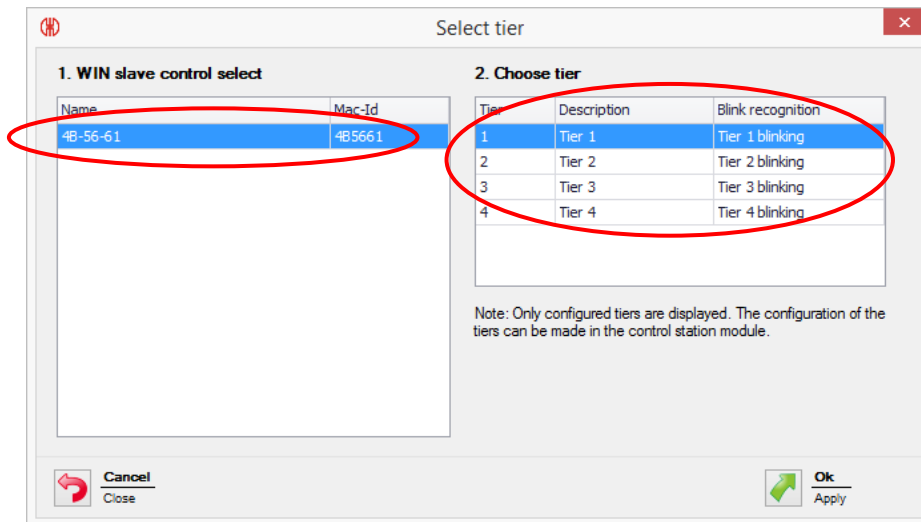 Select tier
1. WIN slave control select
Name Mac-Id
4B-56-61 4B5661
2. Choose tier
Tier Description Blink recognition
1 Tier 1 Tier 1 blinking
2 Tier 2 Tier 2 blinking
3 Tier 3 Tier 3 blinking
4 Tier 4 Tier 4 blinking
Note: Only configured tiers are displayed. The configuration of the
tiers can be made in the control station module.
Cancel
Close
Ok
Apply